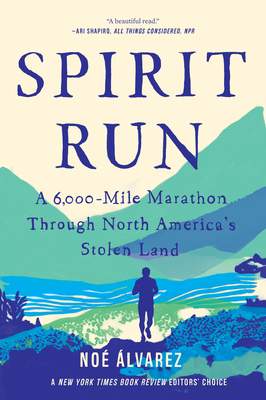 "A beautiful read."
—ARI SHAPIRO, ALL THINGS CONSIDERED, NPR
SPIRIT
RUN
A 6,000-Mile Marathon
Through North America's
Stolen Land
NOÉ ÁLVAREZ
A NEW YORK TIMES BOOK REVIEW EDITORS' CHOICE